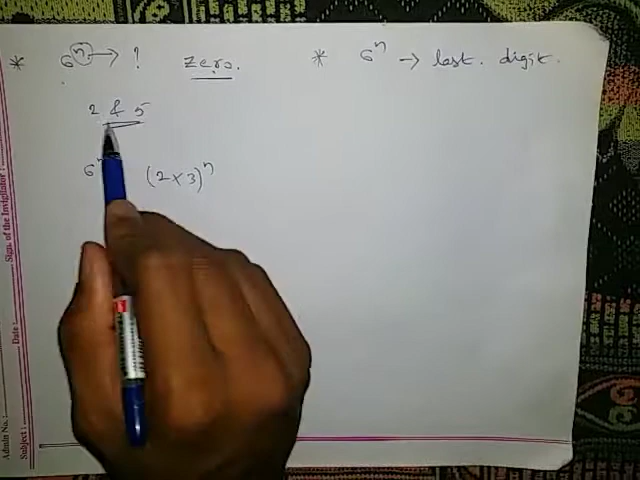 * 6ⁿ → ! zero. * 6ⁿ → last. digit.
2 & 5
6ⁿ (2×3)ⁿ
Sign. of the Invigilator :
Date :
Admn No. :
Subject :